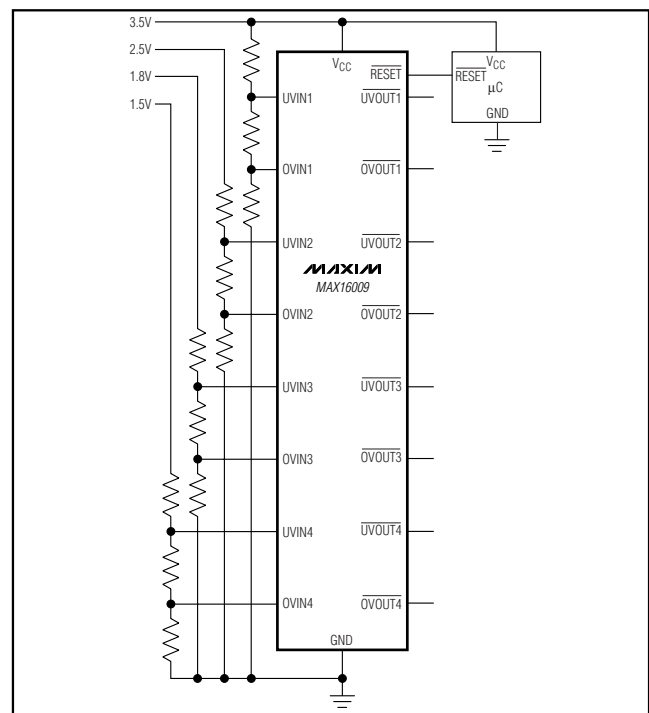 3.5V
2.5V
1.8V
1.5V
VCC
RESET
UVIN1
UVOUT1
OVIN1
OVOUT1
UVIN2
UVOUT2
MAXIM
MAX16009
OVIN2
OVOUT2
UVIN3
UVOUT3
OVIN3
OVOUT3
UVIN4
UVOUT4
OVIN4
OVOUT4
GND
VCC
RESET
μC
GND